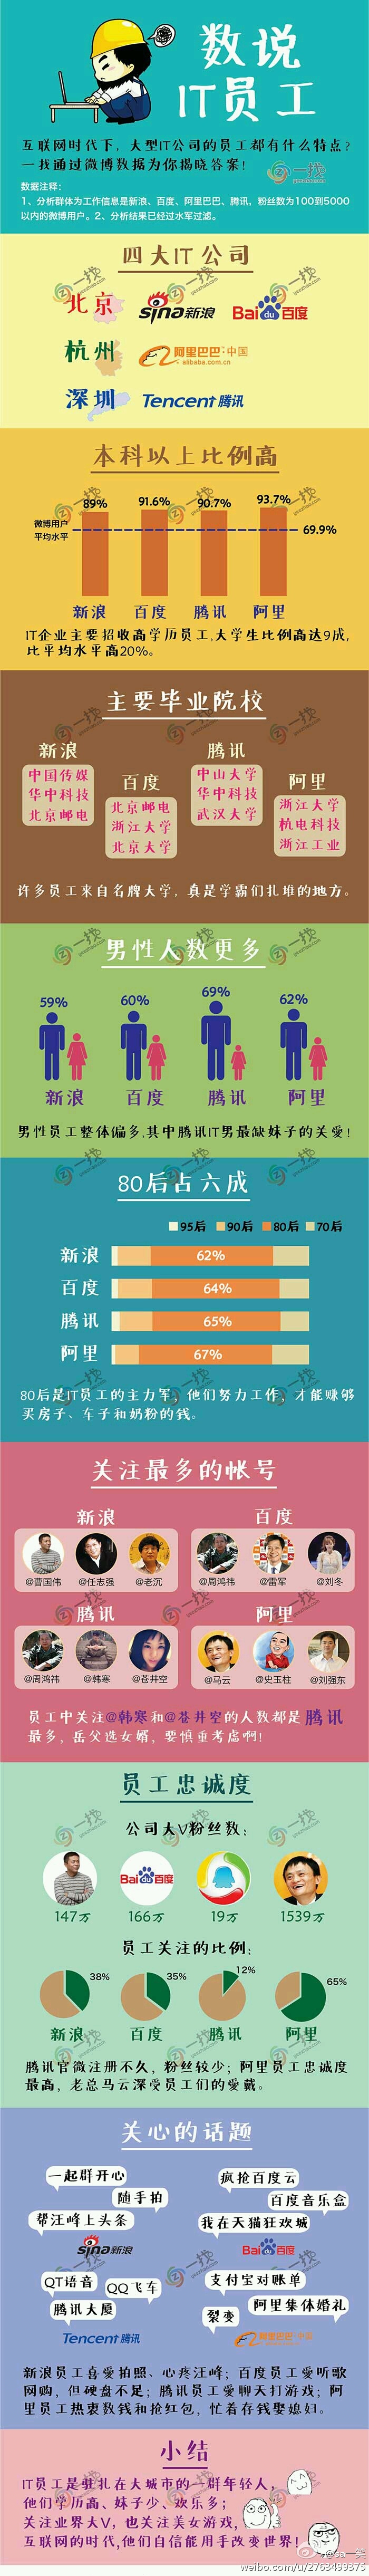 数说
IT员工
互联网时代下，大型IT公司的员工都有什么特点？
一找通过微博数据为你揭晓答案！
一找
yeezhao.com
数据注释：
1、分析群体为工作信息是新浪、百度、阿里巴巴、腾讯，粉丝数为100到5000
以内的微博用户。2、分析结果已经过水军过滤。
四大IT公司
北京
sina新浪
Bai du 百度
杭州
阿里巴巴·中国
alibaba.com.cn
深圳
Tencent 腾讯
本科以上比例高
89%
91.6%
90.7%
93.7%
微博用户
平均水平
69.9%
新浪
百度
腾讯
阿里
IT企业主要招收高学历员工,大学生比例高达9成,
比平均水平高20%。
主要毕业院校
新浪
中国传媒
华中科技
北京邮电
百度
北京邮电
浙江大学
北京大学
腾讯
中山大学
华中科技
武汉大学
阿里
浙江大学
杭电科技
浙江工业
许多员工来自名牌大学，真是学霸们扎堆的地方。
男性人数更多
59%
60%
69%
62%
新浪
百度
腾讯
阿里
男性员工整体偏多,其中腾讯IT男最缺妹子的关爱!
80后占六成
95后 90后 80后 70后
新浪 62%
百度 64%
腾讯 65%
阿里 67%
80后是IT员工的主力军，他们努力工作，才能赚够
买房子、车子和奶粉的钱。
关注最多的帐号
新浪
@曹国伟 @任志强 @老沉
百度
@周鸿祎 @雷军 @刘冬
腾讯
@周鸿祎 @韩寒 @苍井空
阿里
@马云 @史玉柱 @刘强东
员工中关注@韩寒和@苍井空的人数都是腾讯
最多，岳父选女婿，要慎重考虑啊!
员工忠诚度
公司大V粉丝数：
Bai du 百度
147万
166万
19万
1539万
员工关注的比例：
38%
35%
12%
65%
新浪
百度
腾讯
阿里
腾讯官微注册不久，粉丝较少；阿里员工忠诚度
最高，老总马云深受员工们的爱戴。
关心的话题
一起群开心
随手拍
帮汪峰上头条
sina新浪
疯抢百度云
百度音乐盒
我在天猫狂欢城
Bai du 百度
QT语音
QQ飞车
腾讯大厦
Tencent 腾讯
支付宝对账单
阿里集体婚礼
裂变
阿里巴巴·中国
新浪员工喜爱拍照、心疼汪峰；百度员工爱听歌
网购，但硬盘不足；腾讯员工爱聊天打游戏；阿
里员工热衷数钱和抢红包，忙着存钱娶媳妇。
小结
IT员工是驻扎在大城市的一群年轻人，
他们学历高、妹子少、欢乐多；
关注业界大V，也关注美女游戏，
互联网的时代,他们自信能用手改变世界!
weibo.com/u/2763499375